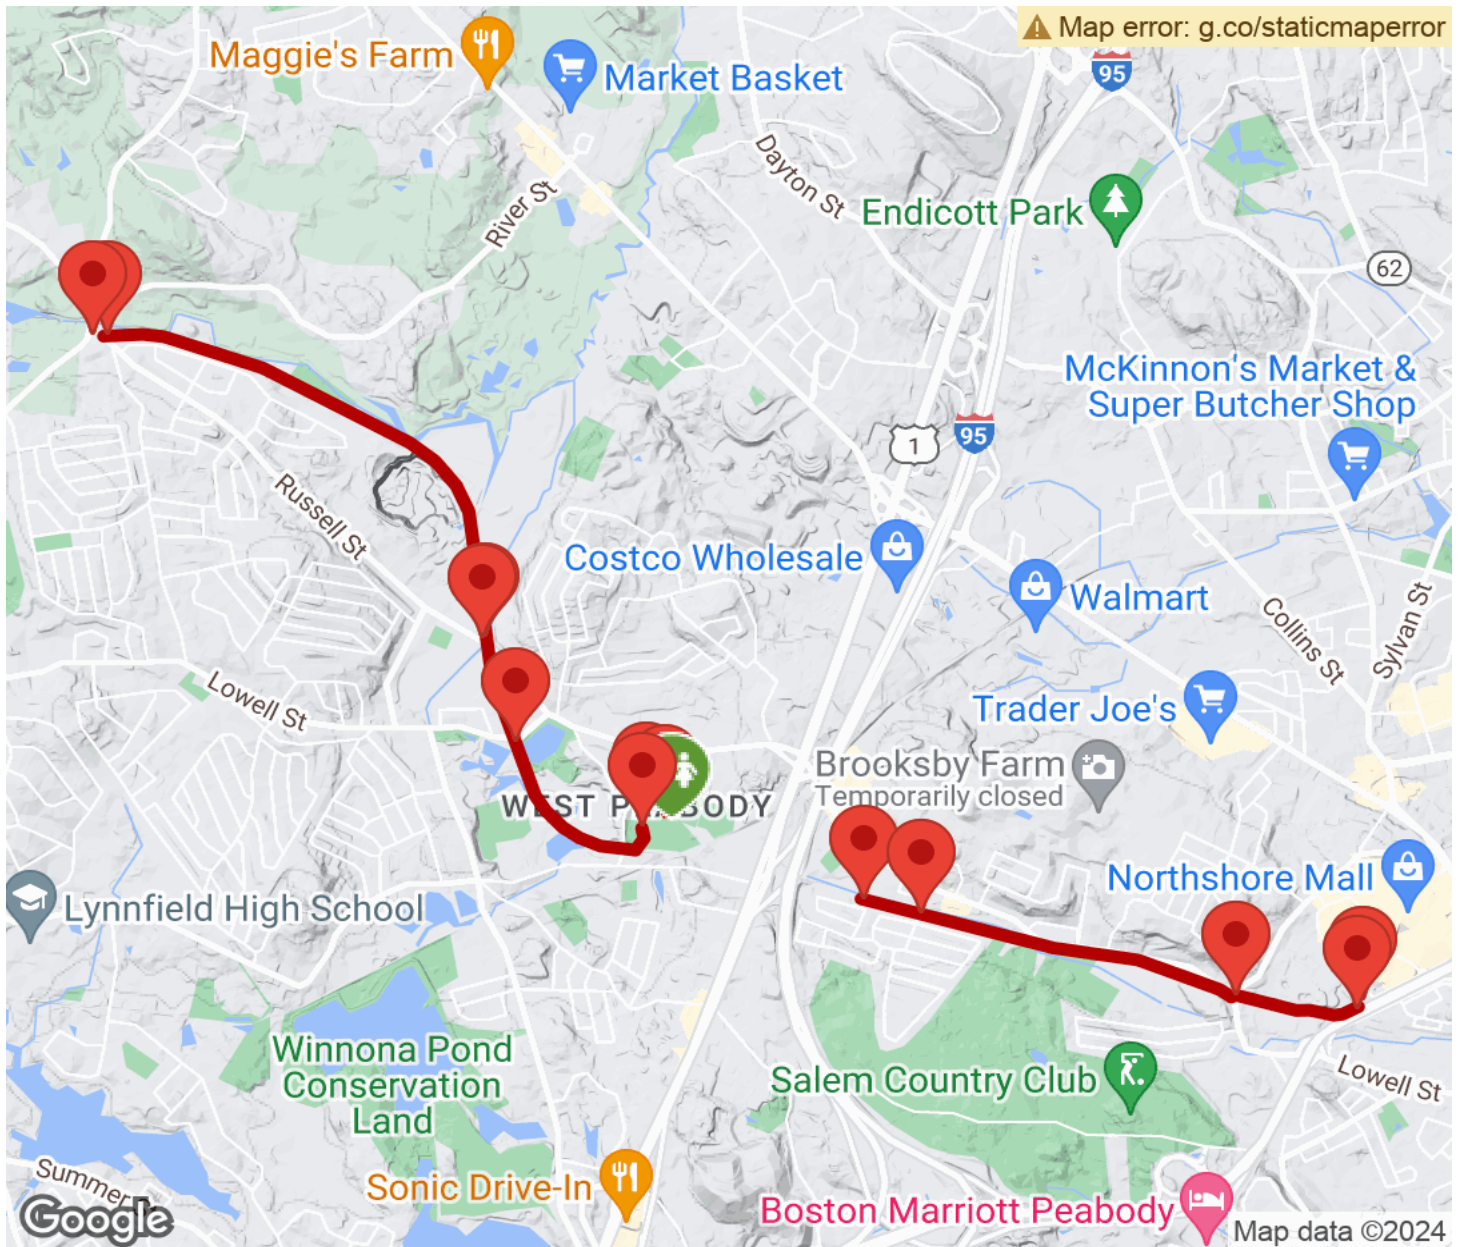 Map error: g.co/staticmaperror
Maggie's Farm
Market Basket
95
Dayton St
River St
Endicott Park
62
McKinnon's Market &
Super Butcher Shop
1
95
Russell St
Costco Wholesale
Walmart
Collins St
Sylvan St
Lowell St
Trader Joe's
Brooksby Farm
Temporarily closed
WEST P BODY
Northshore Mall
Lynnfield High School
Winnona Pond
Conservation
Land
Salem Country Club
Lowell St
Summer
Sonic Drive-In
Boston Marriott Peabody
Google
Map data ©2024